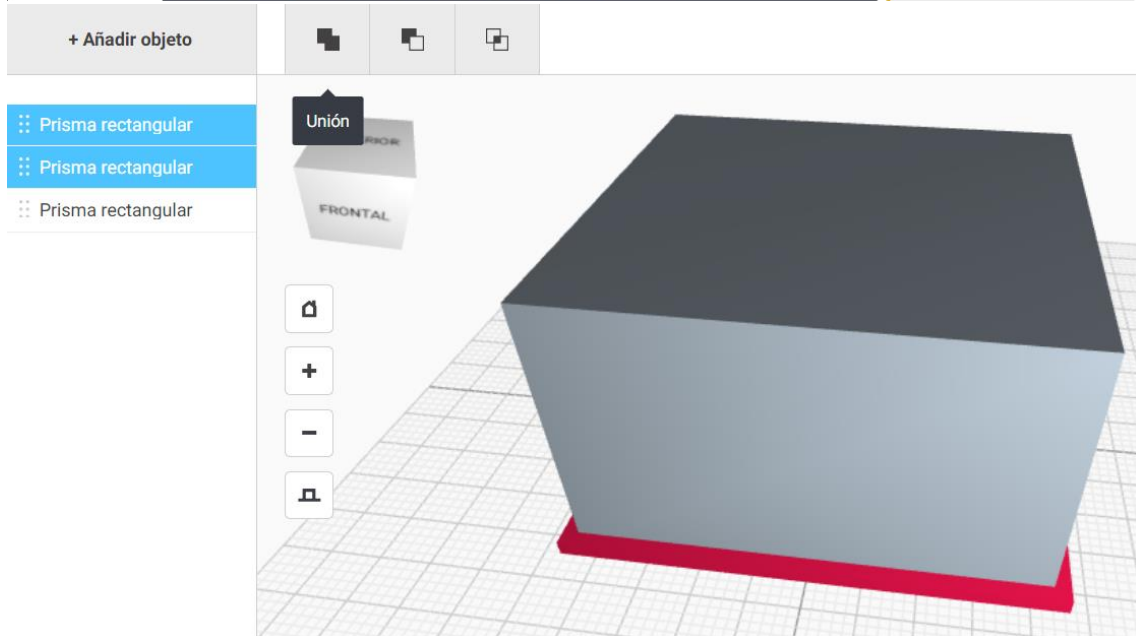 + Añadir objeto
Unión
Prisma rectangular
Prisma rectangular
Prisma rectangular
FRONTAL